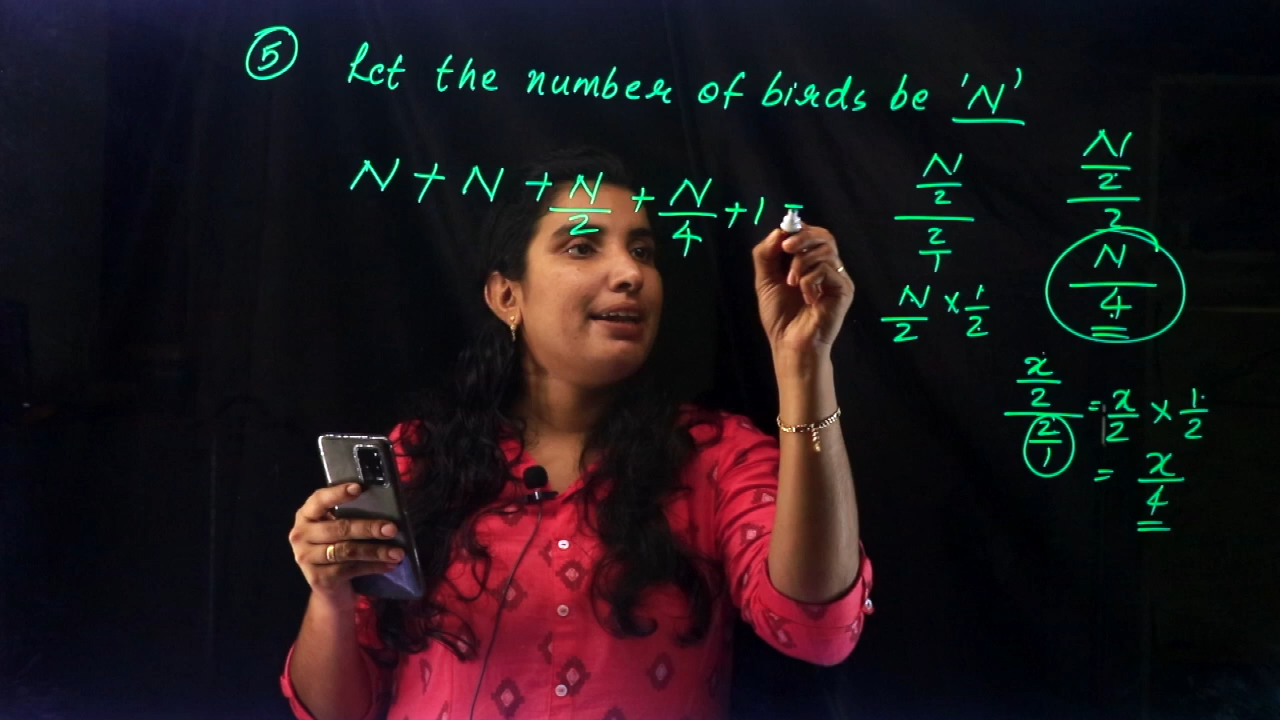 ⑤ Let the number of birds be 'N'
N + N + N/2 + N/4 + 1 =
N/2
2/1
N/2 × 1/2
N/2
2
N/4
x/2
2/1
= x/2 × 1/2
= x/4